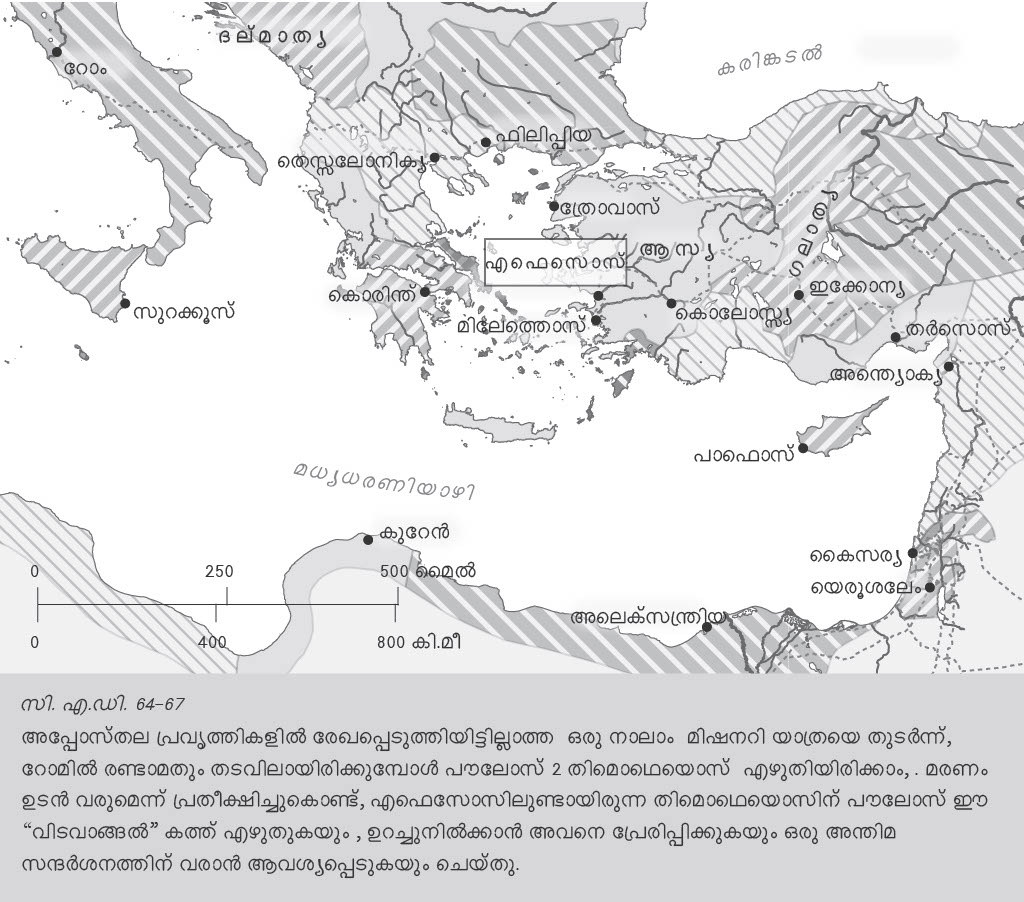 ദല്മാത്യ
കരിങ്കടൽ
റോം
ഫിലിപ്പിയ
തെസ്സലോനിക്യ
ത്രോവാസ്
ആസ്യ
ഗലാത്യ
എഫെസൊസ്
ഇക്കോന്യ
കൊരിന്ത്
കൊലോസ്സ്യ
സുറക്കൂസ്
മിലേത്തൊസ്
തർസൊസ്
അന്ത്യൊക്യ
പാഫൊസ്
മധ്യധരണിയാഴി
കുറേൻ
കൈസര്യ
0 250 500 മൈൽ
യെരൂശലേം
അലെക്സന്ത്രിയ
0 400 800 കി.മീ
സി. എ.ഡി. 64–67
അപ്പോസ്തല പ്രവൃത്തികളിൽ രേഖപ്പെടുത്തിയിട്ടില്ലാത്ത ഒരു നാലാം മിഷനറി യാത്രയെ തുടർന്ന്,
റോമിൽ രണ്ടാമതും തടവിലായിരിക്കുമ്പോൾ പൗലോസ് 2 തിമൊഥെയൊസ് എഴുതിയിരിക്കാം, . മരണം
ഉടൻ വരുമെന്ന് പ്രതീക്ഷിച്ചുകൊണ്ട്, എഫെസോസിലുണ്ടായിരുന്ന തിമൊഥെയൊസിന് പൗലോസ് ഈ
“വിടവാങ്ങൽ” കത്ത് എഴുതുകയും , ഉറച്ചുനിൽക്കാൻ അവനെ പ്രേരിപ്പിക്കുകയും ഒരു അന്തിമ
സന്ദർശനത്തിന് വരാൻ ആവശ്യപ്പെടുകയും ചെയ്തു.